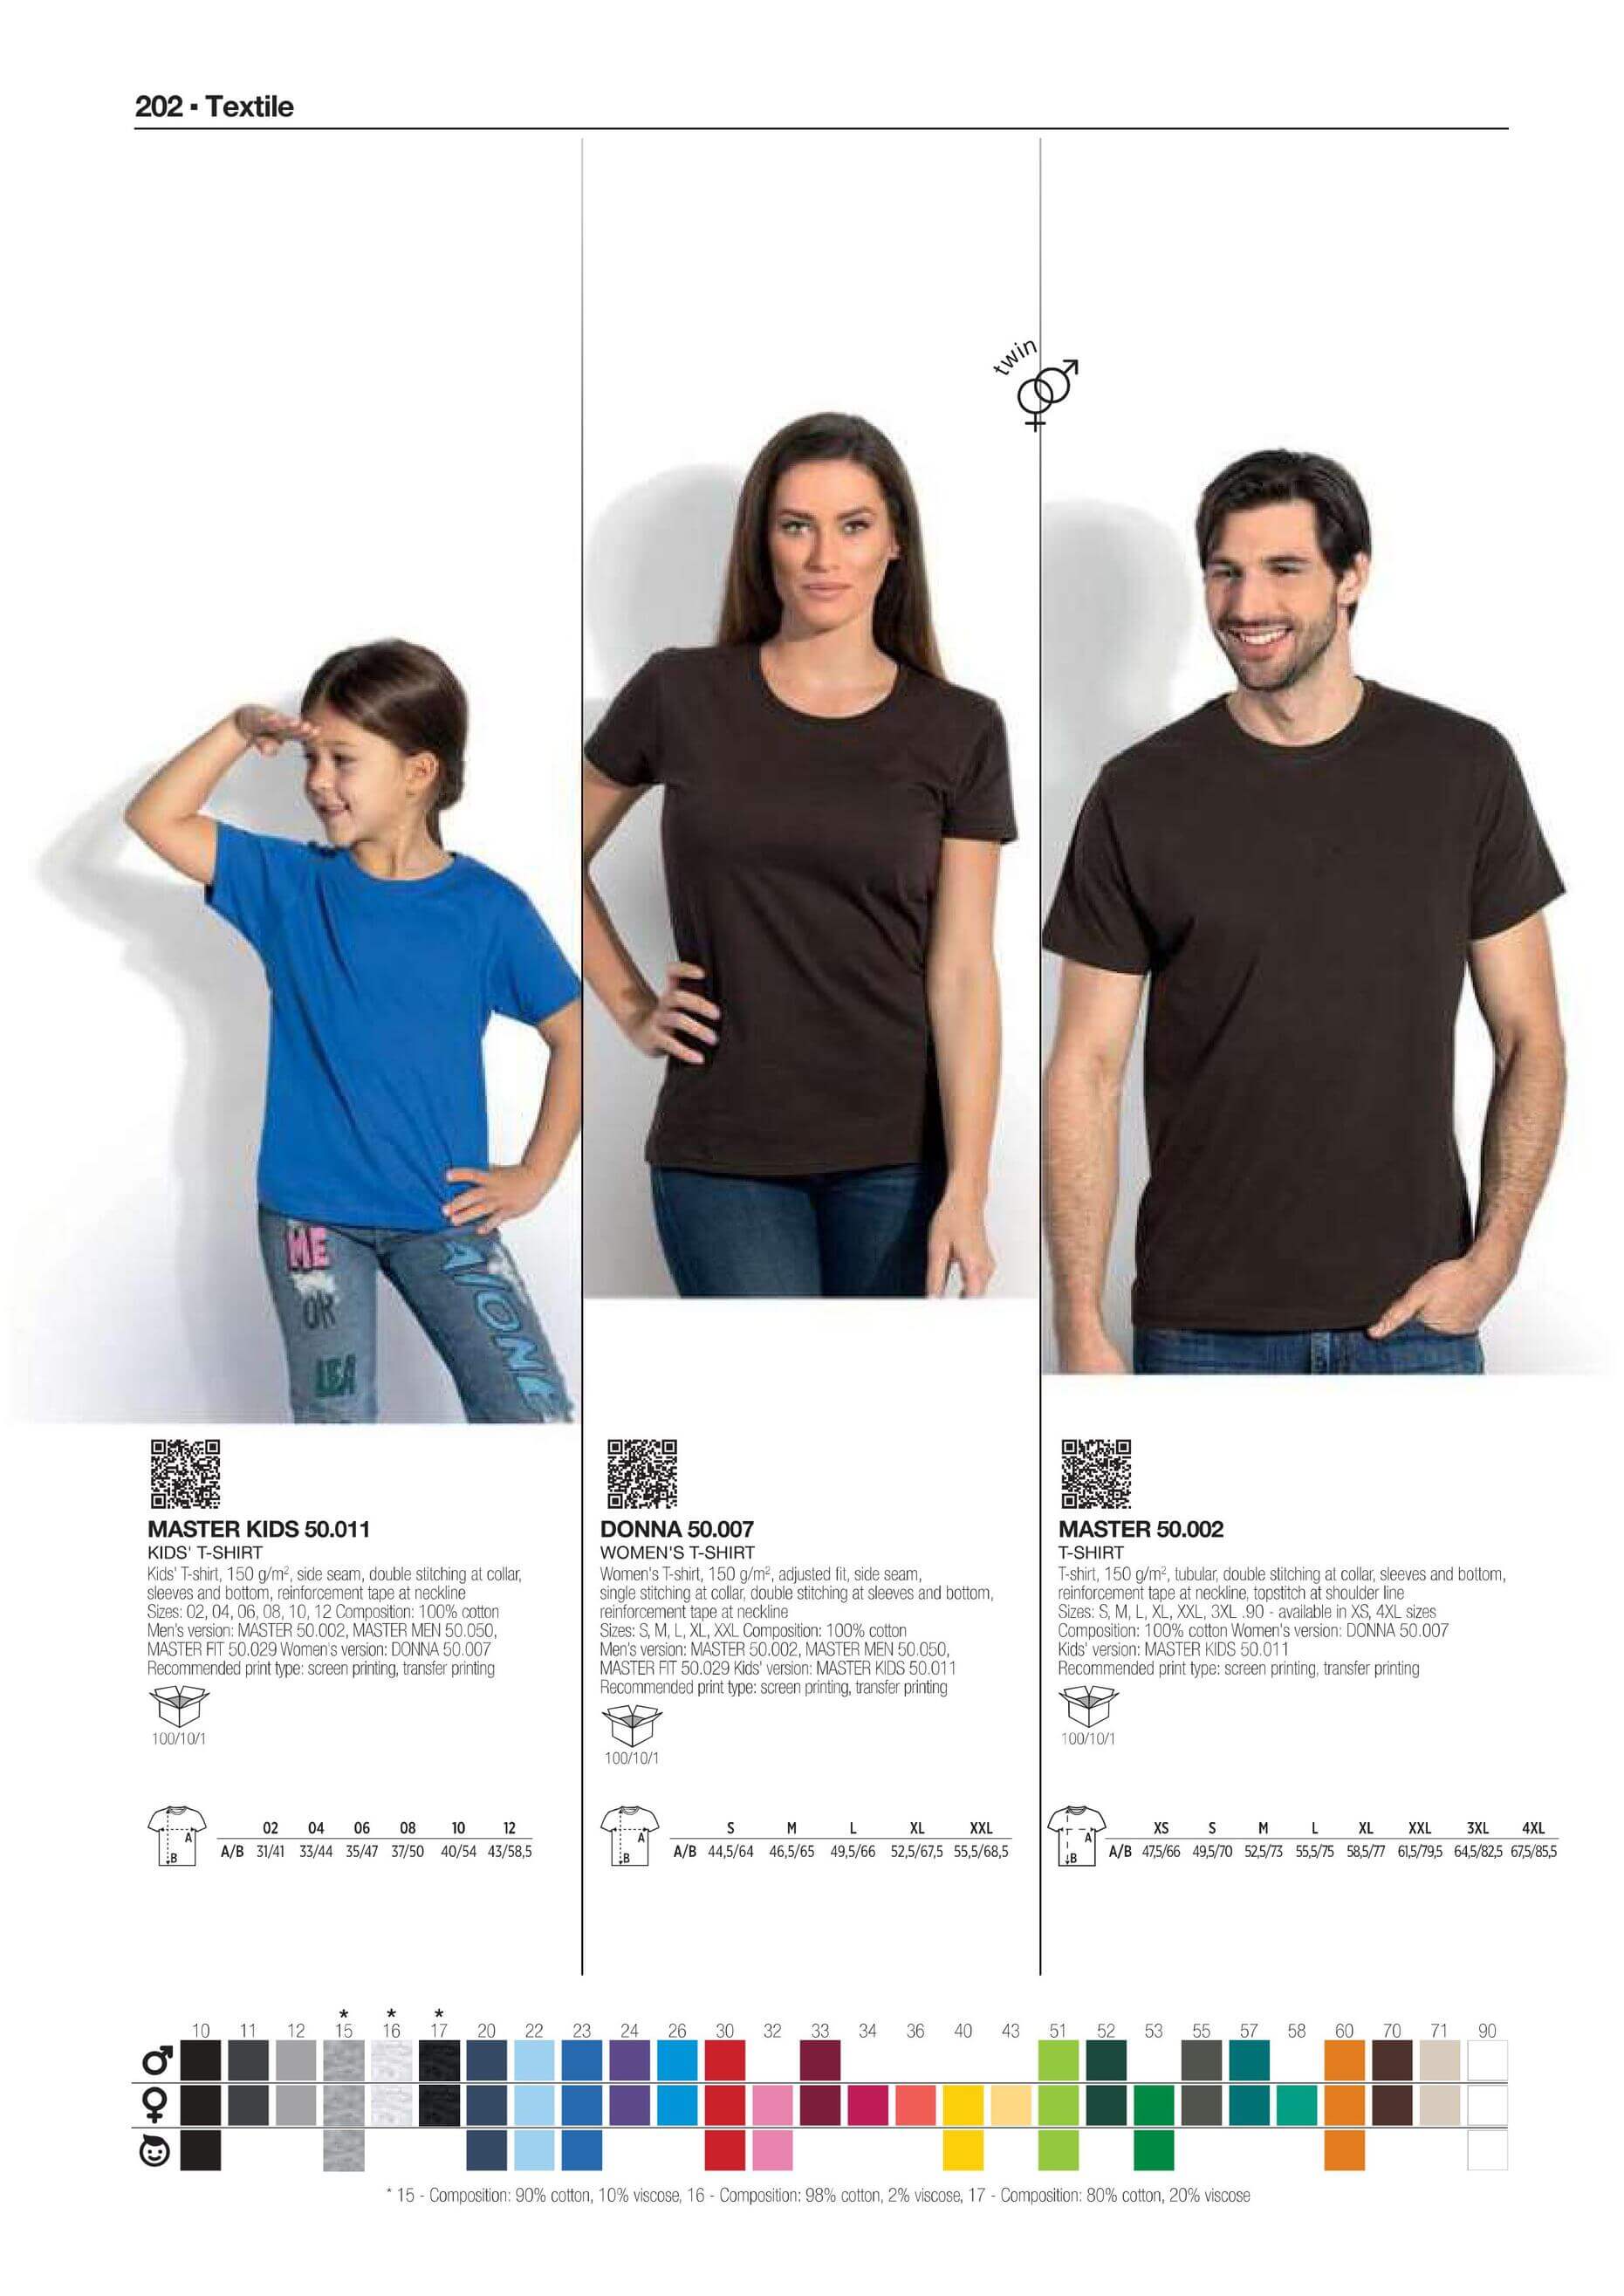 202 ▪ Textile
twin
ME
OR
LEA
MASTER KIDS 50.011
KIDS' T-SHIRT
Kids' T-shirt, 150 g/m², side seam, double stitching at collar,
sleeves and bottom, reinforcement tape at neckline
Sizes: 02, 04, 06, 08, 10, 12 Composition: 100% cotton
Men's version: MASTER 50.002, MASTER MEN 50.050,
MASTER FIT 50.029 Women's version: DONNA 50.007
Recommended print type: screen printing, transfer printing
100/10/1
A
B
02 04 06 08 10 12
A/B 31/41 33/44 35/47 37/50 40/54 43/58,5
DONNA 50.007
WOMEN'S T-SHIRT
Women's T-shirt, 150 g/m², adjusted fit, side seam,
single stitching at collar, double stitching at sleeves and bottom,
reinforcement tape at neckline
Sizes: S, M, L, XL, XXL Composition: 100% cotton
Men's version: MASTER 50.002, MASTER MEN 50.050,
MASTER FIT 50.029 Kids' version: MASTER KIDS 50.011
Recommended print type: screen printing, transfer printing
100/10/1
A
B
S M L XL XXL
A/B 44,5/64 46,5/65 49,5/66 52,5/67,5 55,5/68,5
MASTER 50.002
T-SHIRT
T-shirt, 150 g/m², tubular, double stitching at collar, sleeves and bottom,
reinforcement tape at neckline, topstitch at shoulder line
Sizes: S, M, L, XL, XXL, 3XL .90 - available in XS, 4XL sizes
Composition: 100% cotton Women's version: DONNA 50.007
Kids' version: MASTER KIDS 50.011
Recommended print type: screen printing, transfer printing
100/10/1
A
B
XS S M L XL XXL 3XL 4XL
A/B 47,5/66 49,5/70 52,5/73 55,5/75 58,5/77 61,5/79,5 64,5/82,5 67,5/85,5
* * *
10 11 12 15 16 17 20 22 23 24 26 30 32 33 34 36 40 43 51 52 53 55 57 58 60 70 71 90
* 15 - Composition: 90% cotton, 10% viscose, 16 - Composition: 98% cotton, 2% viscose, 17 - Composition: 80% cotton, 20% viscose